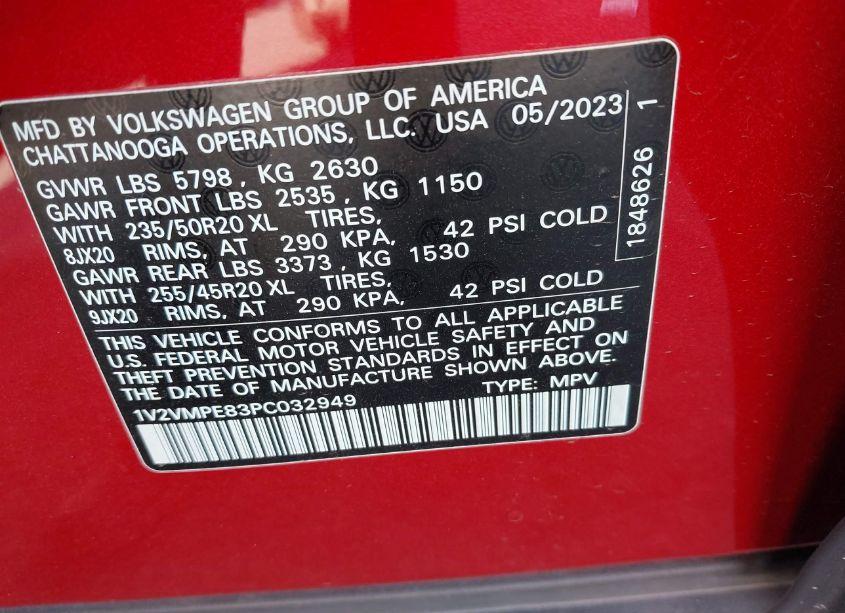 MFD BY VOLKSWAGEN GROUP OF AMERICA
CHATTANOOGA OPERATIONS, LLC. USA 05/2023
GVWR LBS 5798, KG 2630
GAWR FRONT LBS 2535, KG 1150
WITH 235/50R20 XL TIRES,
8JX20 RIMS, AT 290 KPA, 42 PSI COLD
GAWR REAR LBS 3373, KG 1530
WITH 255/45R20 XL TIRES,
9JX20 RIMS, AT 290 KPA, 42 PSI COLD
THIS VEHICLE CONFORMS TO ALL APPLICABLE
U.S. FEDERAL MOTOR VEHICLE SAFETY AND
THEFT PREVENTION STANDARDS IN EFFECT ON
THE DATE OF MANUFACTURE SHOWN ABOVE.
1V2VMPE83PC032949 TYPE: MPV
1848626 1